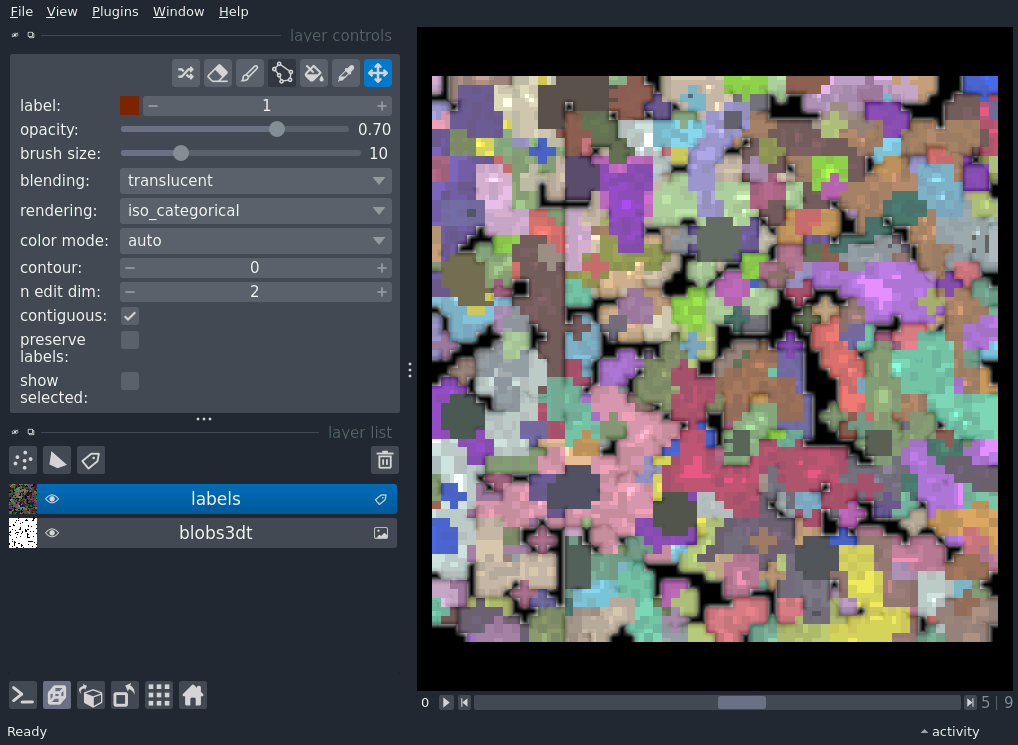 File View Plugins Window Help
layer controls
label: 1
opacity: 0.70
brush size: 10
blending: translucent
rendering: iso_categorical
color mode: auto
contour: 0
n edit dim: 2
contiguous:
preserve
labels:
show
selected:
layer list
labels
blobs3dt
0 5 | 9
Ready activity